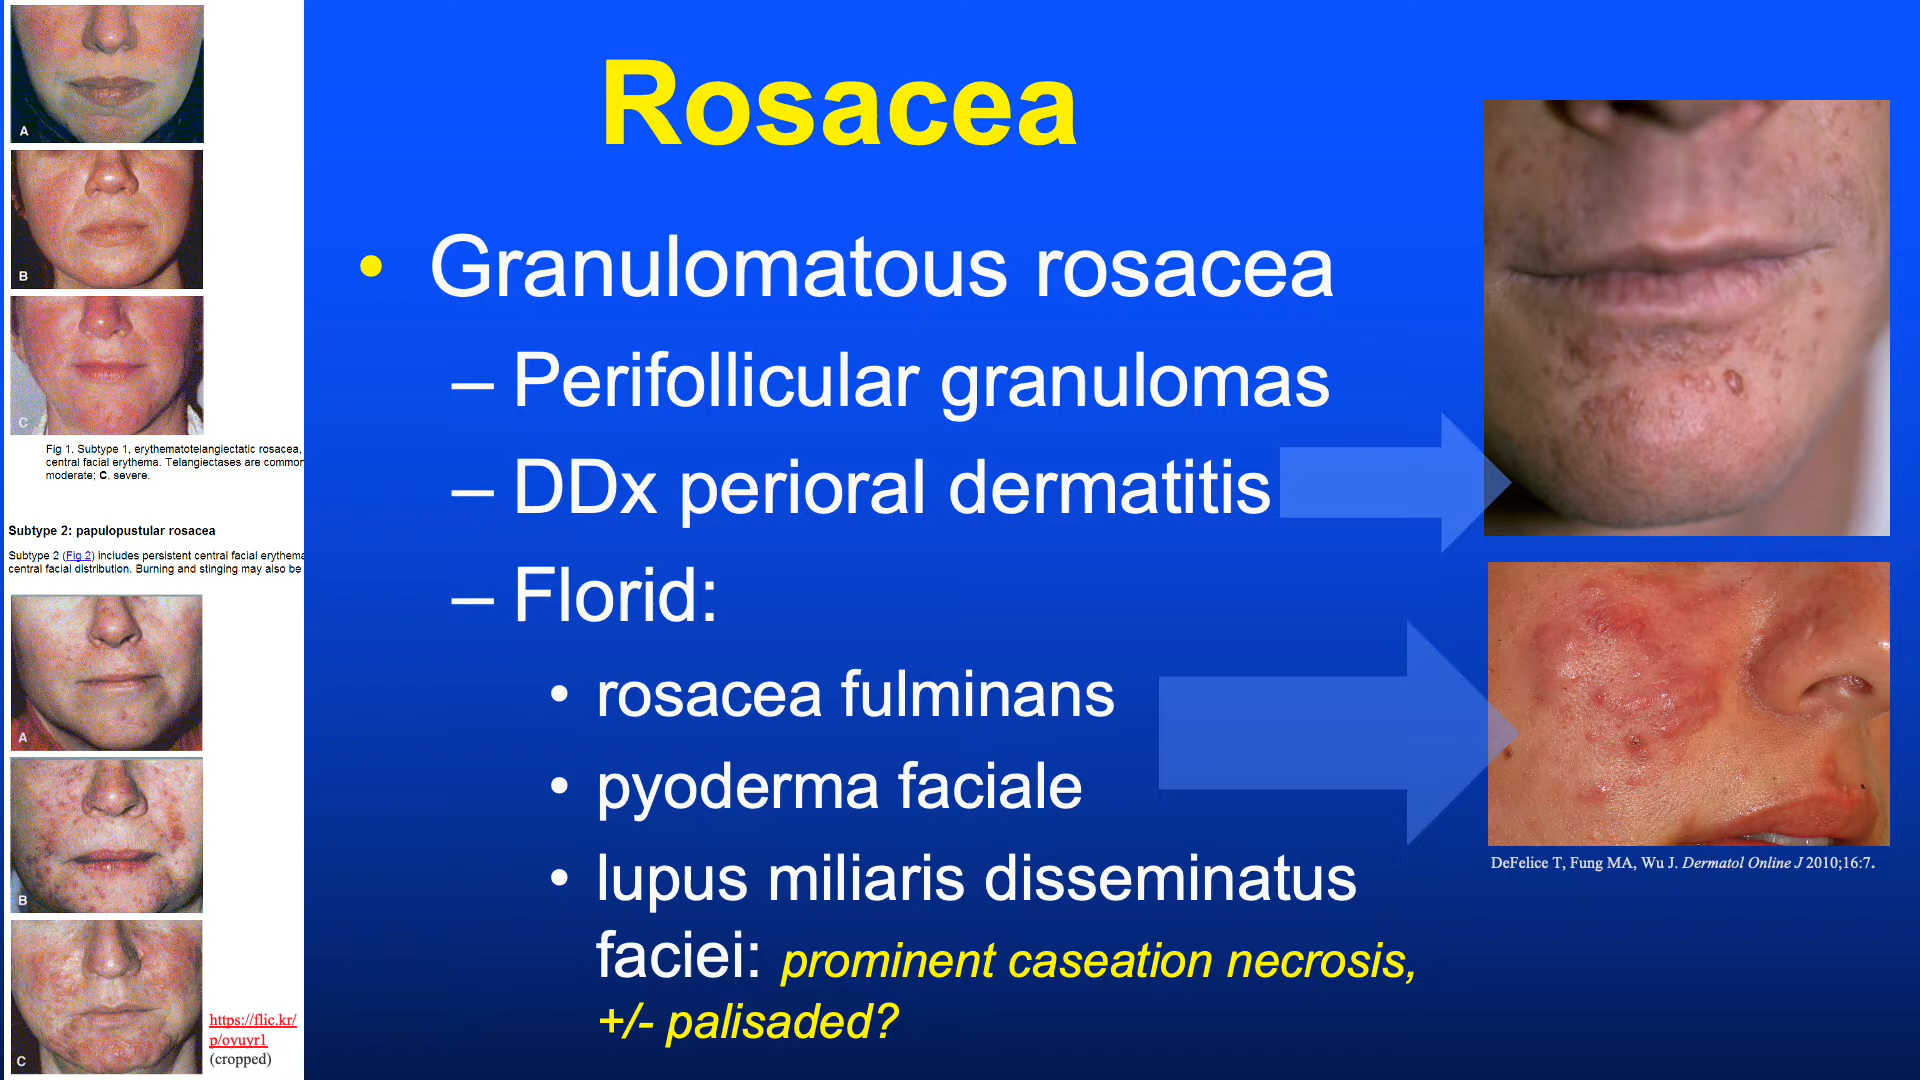 A
B
C
Fig 1. Subtype 1, erythematotelangiectatic rosacea,
central facial erythema. Telangiectases are common
moderate; C. severe.
Subtype 2: papulopustular rosacea
Subtype 2 (Fig 2) includes persistent central facial erythema
central facial distribution. Burning and stinging may also be
A
B
C
https://flic.kr/
p/ovuvr1
(cropped)
Rosacea
• Granulomatous rosacea
– Perifollicular granulomas
– DDx perioral dermatitis
– Florid:
• rosacea fulminans
• pyoderma faciale
• lupus miliaris disseminatus
faciei: prominent caseation necrosis,
+/- palisaded?
DeFelice T, Fung MA, Wu J. Dermatol Online J 2010;16:7.